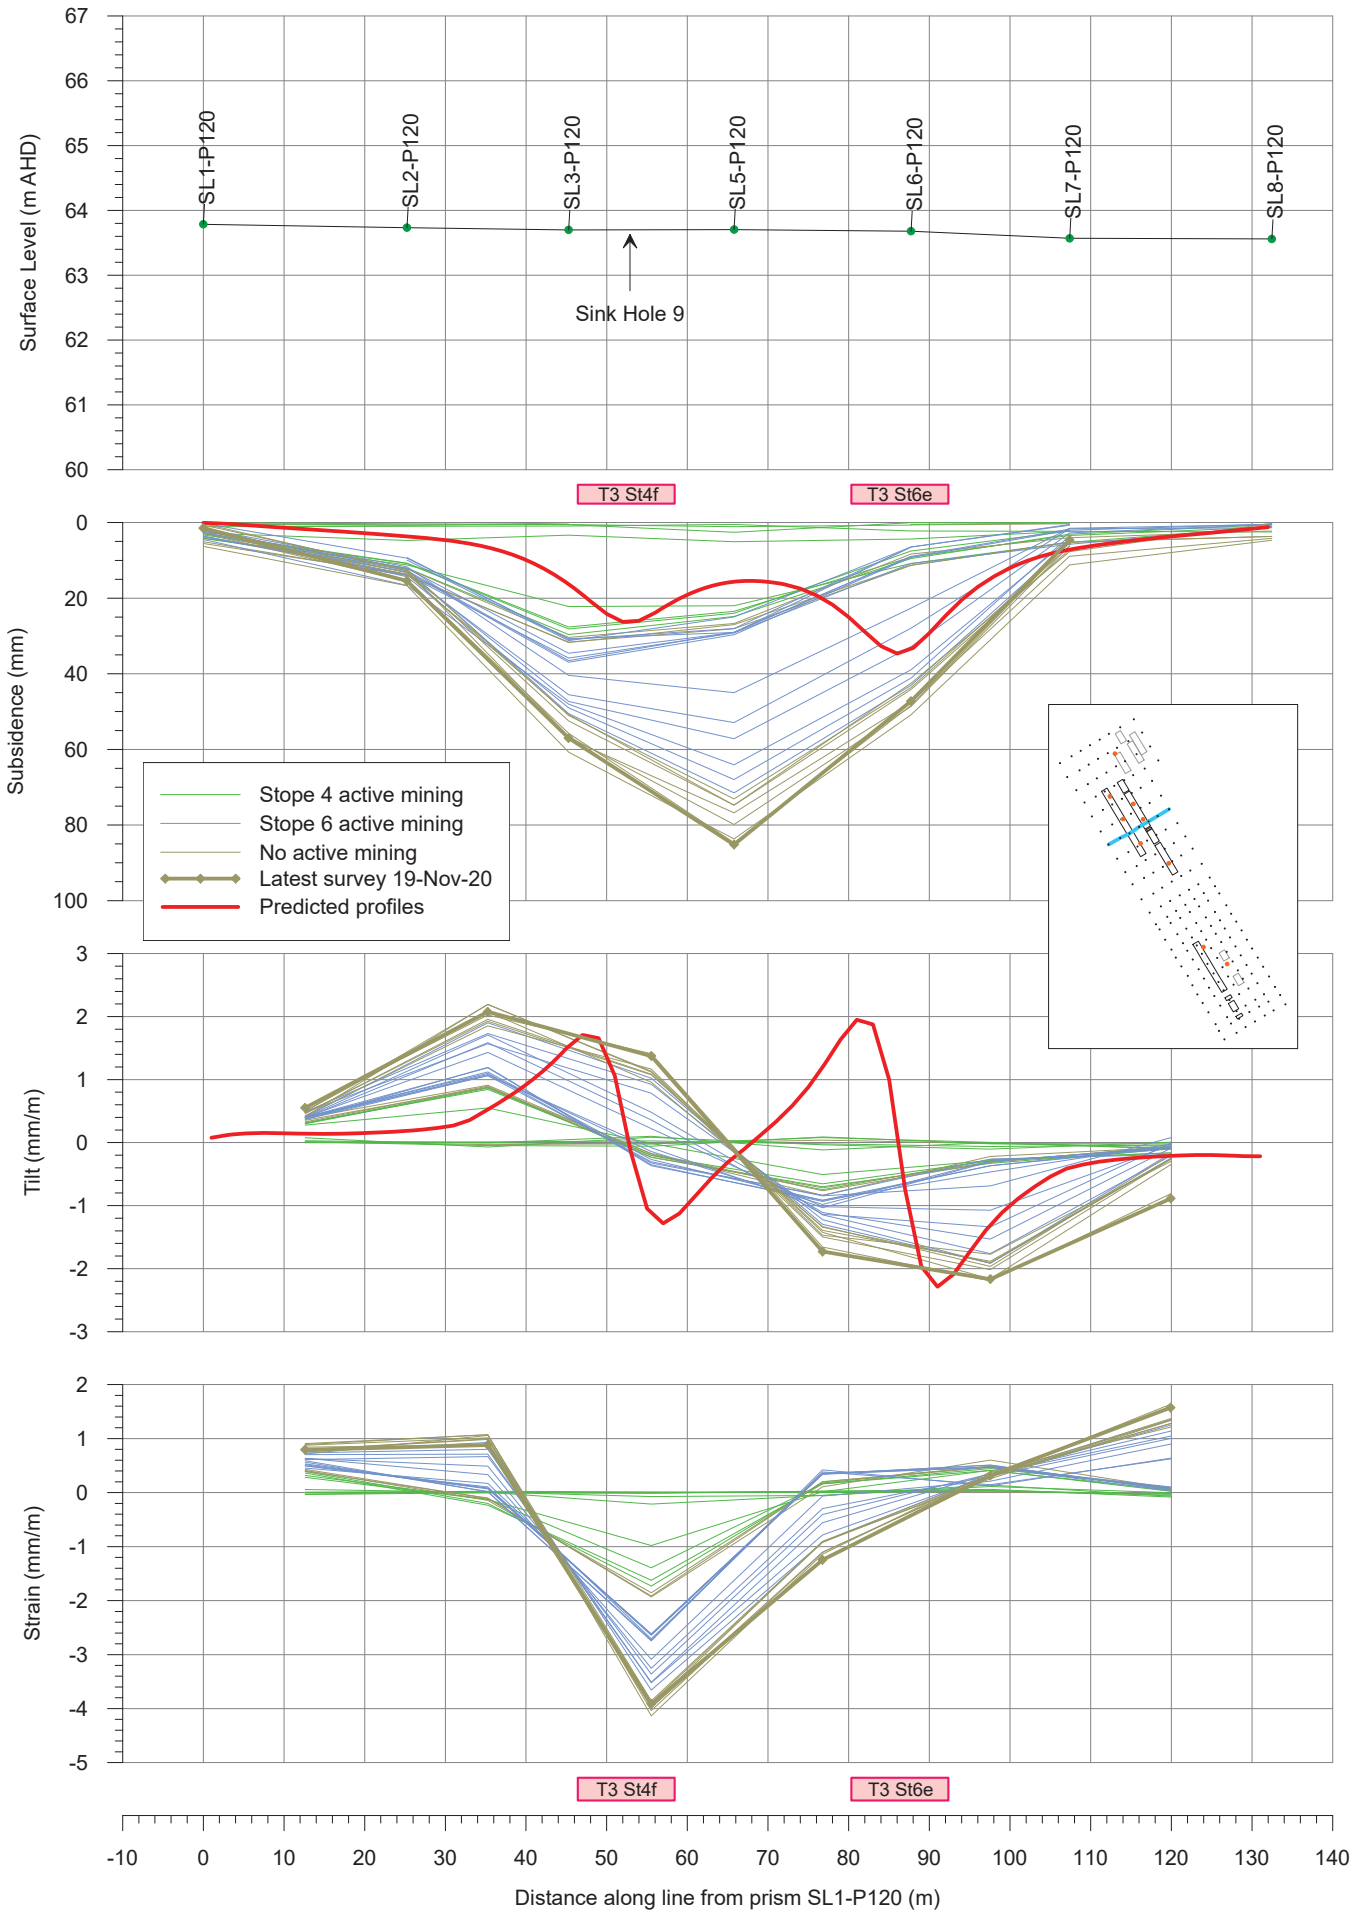 67
66
65
64
63
62
61
60
Surface Level (m AHD)
SL1-P120
SL2-P120
SL3-P120
SL5-P120
SL6-P120
SL7-P120
SL8-P120
Sink Hole 9
T3 St4f
T3 St6e
0
20
40
60
80
100
Subsidence (mm)
Stope 4 active mining
Stope 6 active mining
No active mining
Latest survey 19-Nov-20
Predicted profiles
3
2
1
0
-1
-2
-3
Tilt (mm/m)
2
1
0
-1
-2
-3
-4
-5
Strain (mm/m)
T3 St4f
T3 St6e
-10 0 10 20 30 40 50 60 70 80 90 100 110 120 130 140
Distance along line from prism SL1-P120 (m)